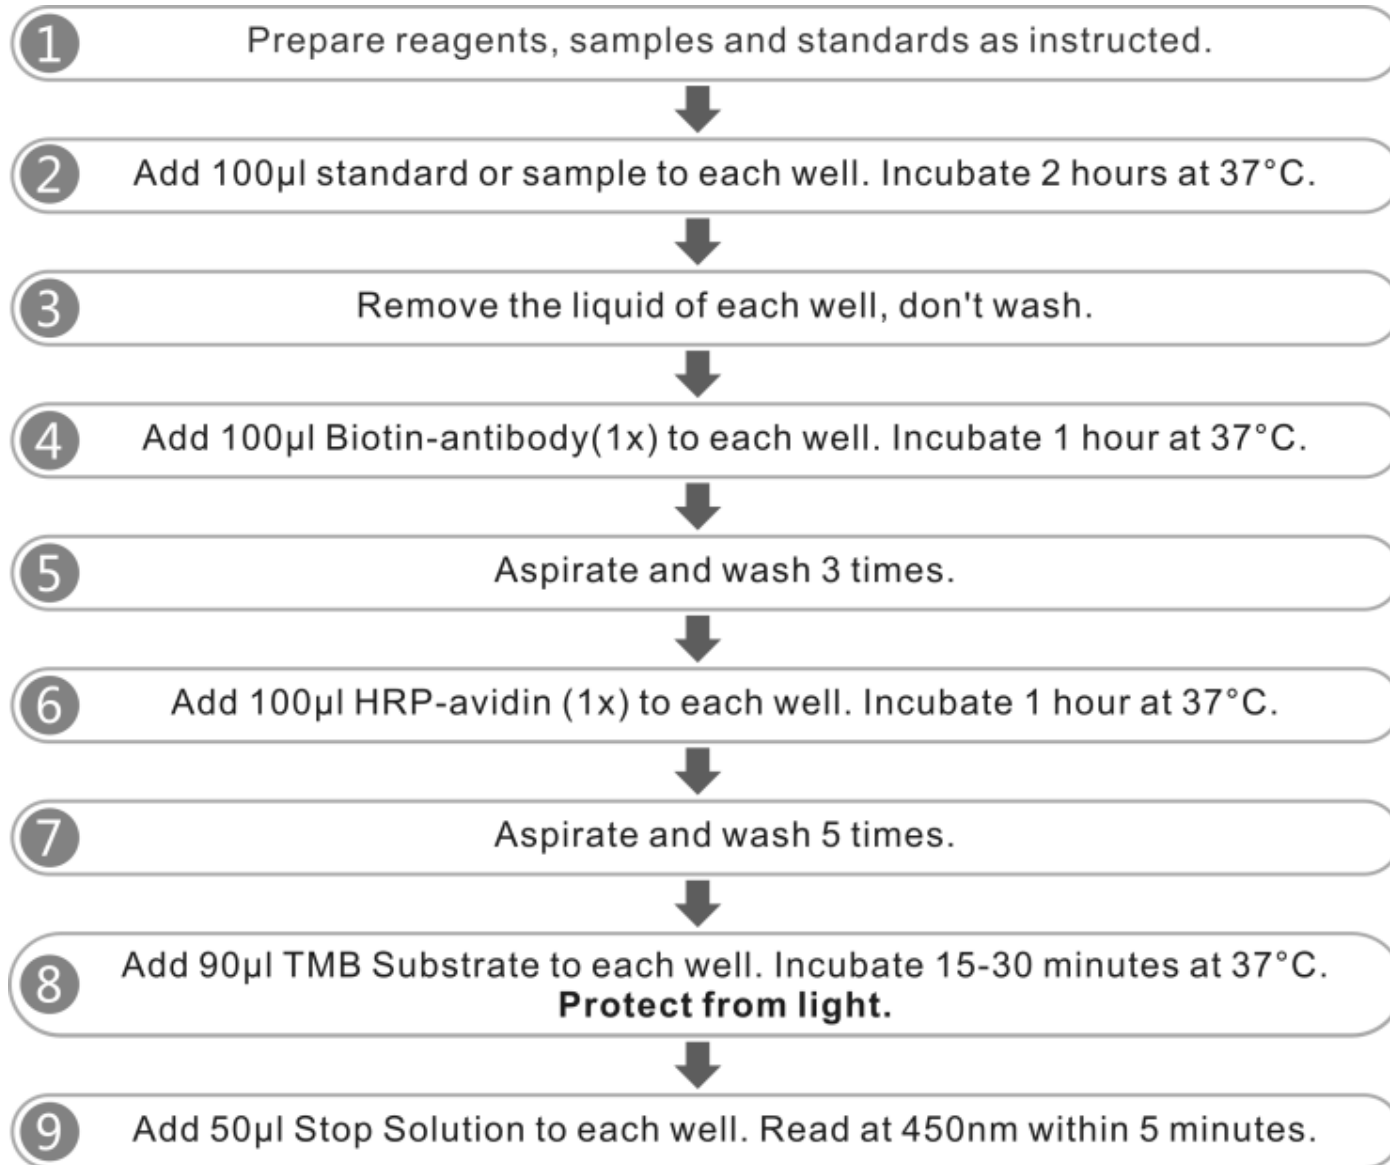 1 Prepare reagents, samples and standards as instructed.
2 Add 100µl standard or sample to each well. Incubate 2 hours at 37°C.
3 Remove the liquid of each well, don't wash.
4 Add 100µl Biotin-antibody(1x) to each well. Incubate 1 hour at 37°C.
5 Aspirate and wash 3 times.
6 Add 100µl HRP-avidin (1x) to each well. Incubate 1 hour at 37°C.
7 Aspirate and wash 5 times.
8 Add 90µl TMB Substrate to each well. Incubate 15-30 minutes at 37°C.
Protect from light.
9 Add 50µl Stop Solution to each well. Read at 450nm within 5 minutes.